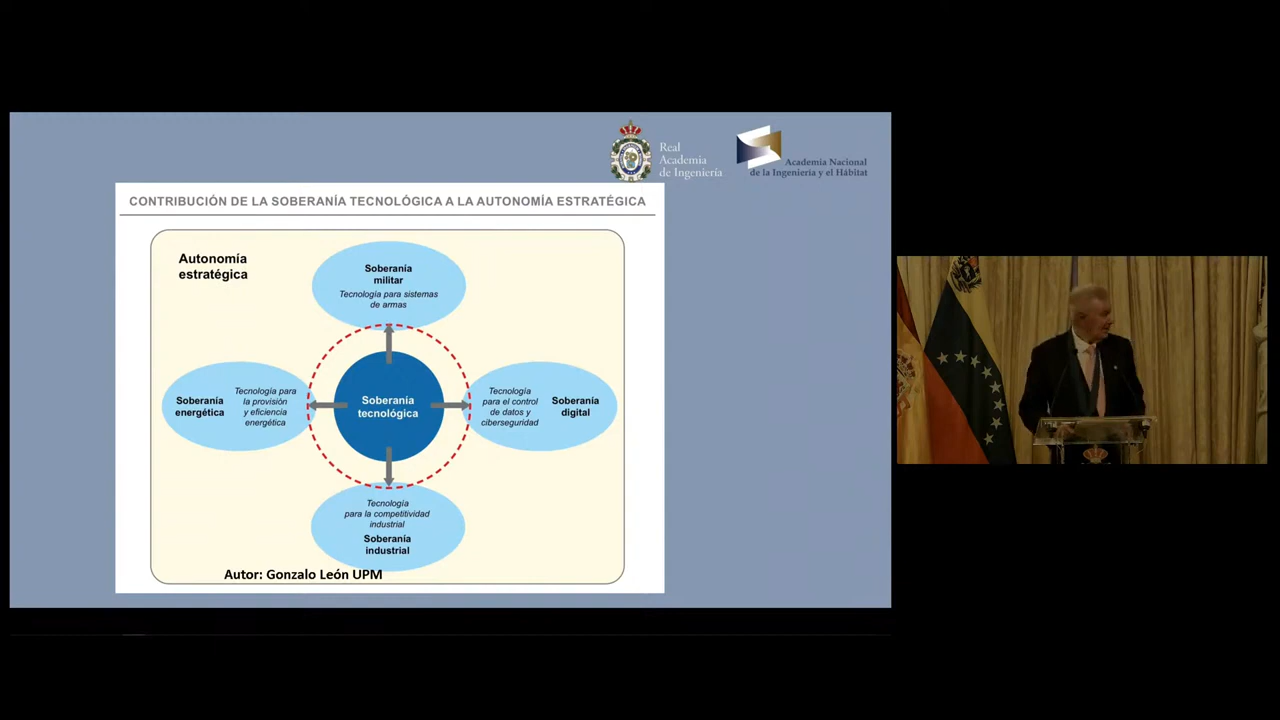 Real
Academia
de Ingeniería
Academia Nacional
de la Ingeniería y el Hábitat
CONTRIBUCIÓN DE LA SOBERANÍA TECNOLÓGICA A LA AUTONOMÍA ESTRATÉGICA
Autonomía
estratégica
Soberanía
militar
Tecnología para sistemas
de armas
Soberanía
energética
Tecnología para
la provisión
y eficiencia
energética
Soberanía
tecnológica
Tecnología
para el control
de datos y
ciberseguridad
Soberanía
digital
Tecnología
para la competitividad
industrial
Soberanía
industrial
Autor: Gonzalo León UPM